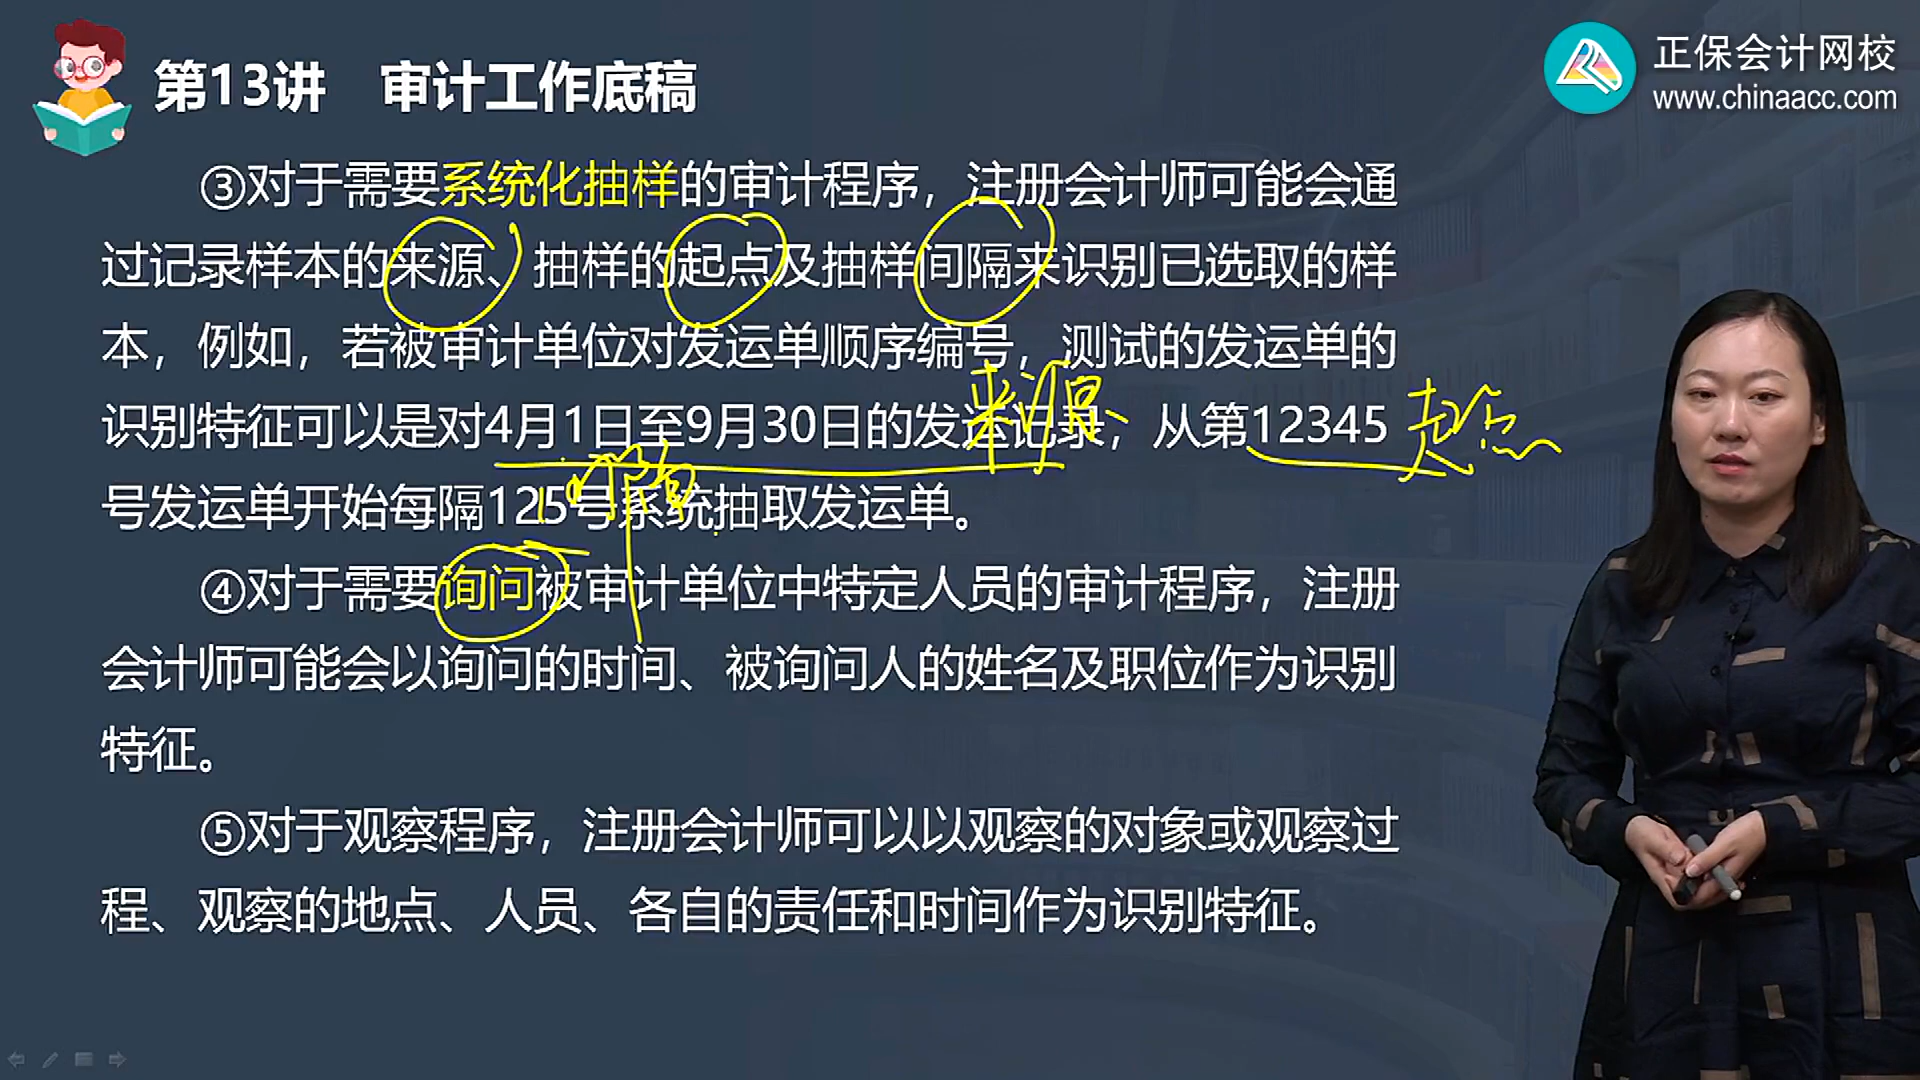 第13讲 审计工作底稿
正保会计网校
www.chinaacc.com
③对于需要系统化抽样的审计程序，注册会计师可能会通
过记录样本的来源、抽样的起点及抽样间隔来识别已选取的样
本，例如，若被审计单位对发运单顺序编号，测试的发运单的
识别特征可以是对4月1日至9月30日的发运记录，从第12345
来源
起点
间隔
号发运单开始每隔125号系统抽取发运单。
④对于需要询问被审计单位中特定人员的审计程序，注册
会计师可能会以询问的时间、被询问人的姓名及职位作为识别
特征。
⑤对于观察程序，注册会计师可以以观察的对象或观察过
程、观察的地点、人员、各自的责任和时间作为识别特征。